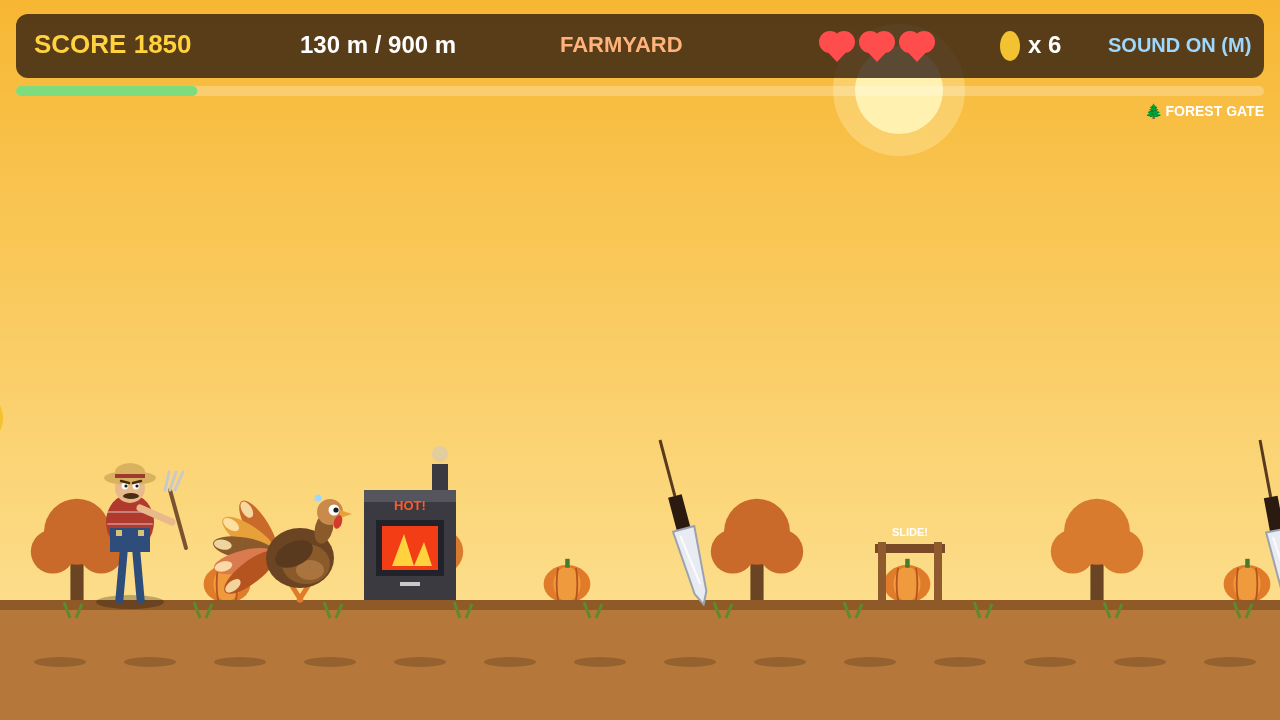 SCORE 1850
130 m / 900 m
FARMYARD
x 6
SOUND ON (M)
🌲 FOREST GATE
HOT!
SLIDE!